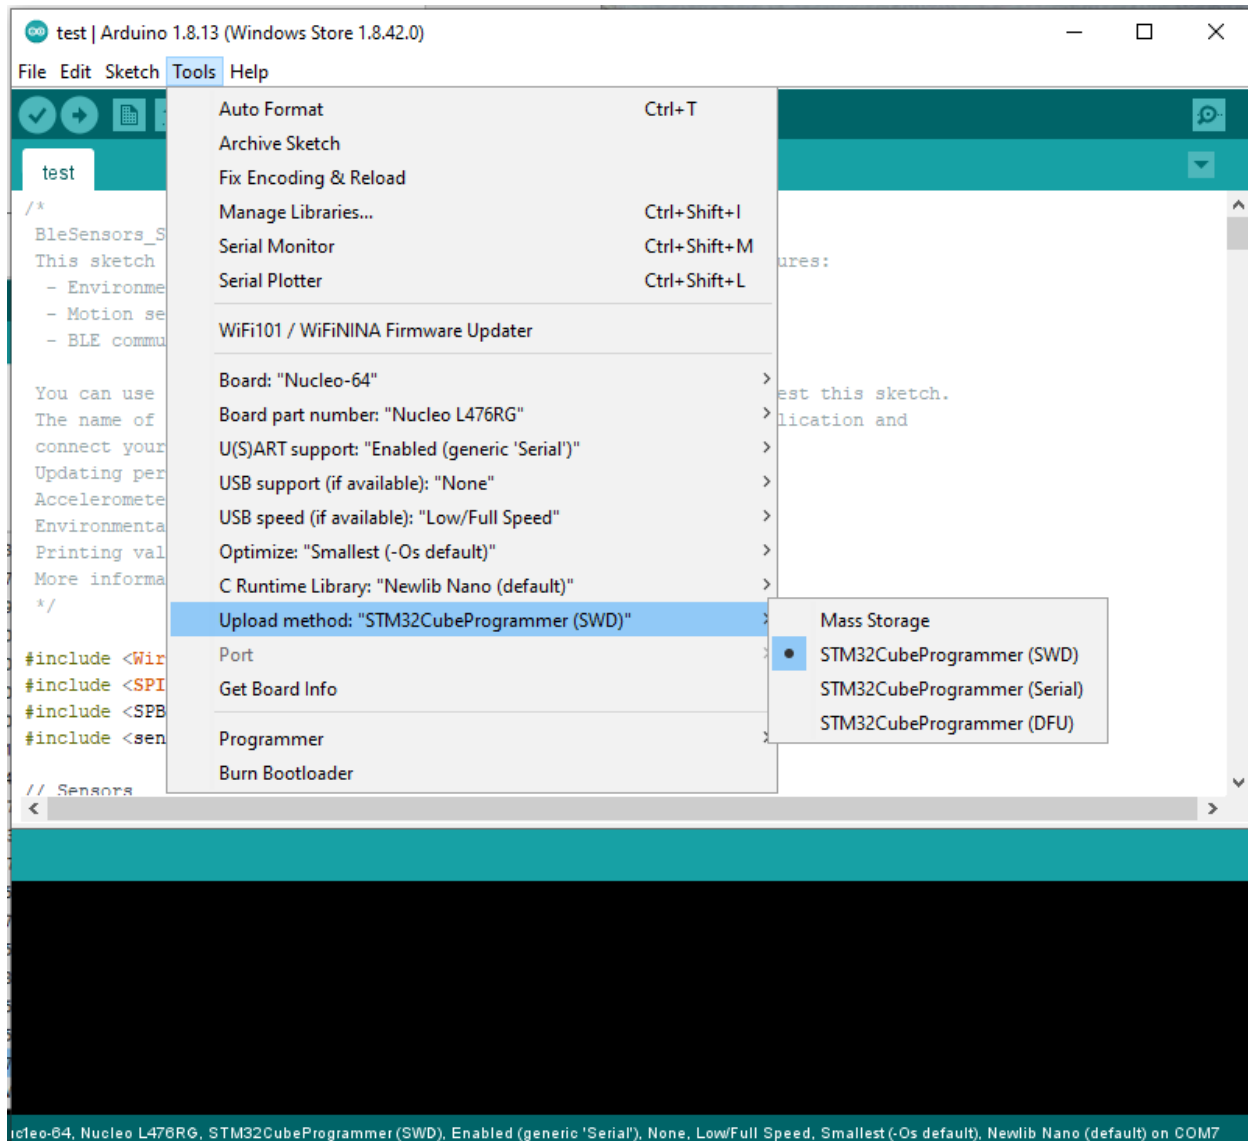 test | Arduino 1.8.13 (Windows Store 1.8.42.0)
File Edit Sketch Tools Help
Auto Format Ctrl+T
Archive Sketch
test
Fix Encoding & Reload
/*
Manage Libraries... Ctrl+Shift+I
BleSensors_S
Serial Monitor Ctrl+Shift+M
This sketch ures:
Serial Plotter Ctrl+Shift+L
- Environme
- Motion se
WiFi101 / WiFiNINA Firmware Updater
- BLE commu
Board: "Nucleo-64"
You can use est this sketch.
Board part number: "Nucleo L476RG"
The name of lication and
connect your
U(S)ART support: "Enabled (generic 'Serial')"
Updating per
USB support (if available): "None"
Acceleromete
USB speed (if available): "Low/Full Speed"
Environmenta
Optimize: "Smallest (-Os default)"
Printing val
More informa
C Runtime Library: "Newlib Nano (default)"
*/
Upload method: "STM32CubeProgrammer (SWD)" Mass Storage
#include <Wir
Port STM32CubeProgrammer (SWD)
#include <SPI
Get Board Info STM32CubeProgrammer (Serial)
#include <SPB
STM32CubeProgrammer (DFU)
#include <sen
Programmer
Burn Bootloader
// Sensors
cleo-64, Nucleo L476RG, STM32CubeProgrammer (SWD), Enabled (generic 'Serial'), None, Low/Full Speed, Smallest (-Os default), Newlib Nano (default) on COM7